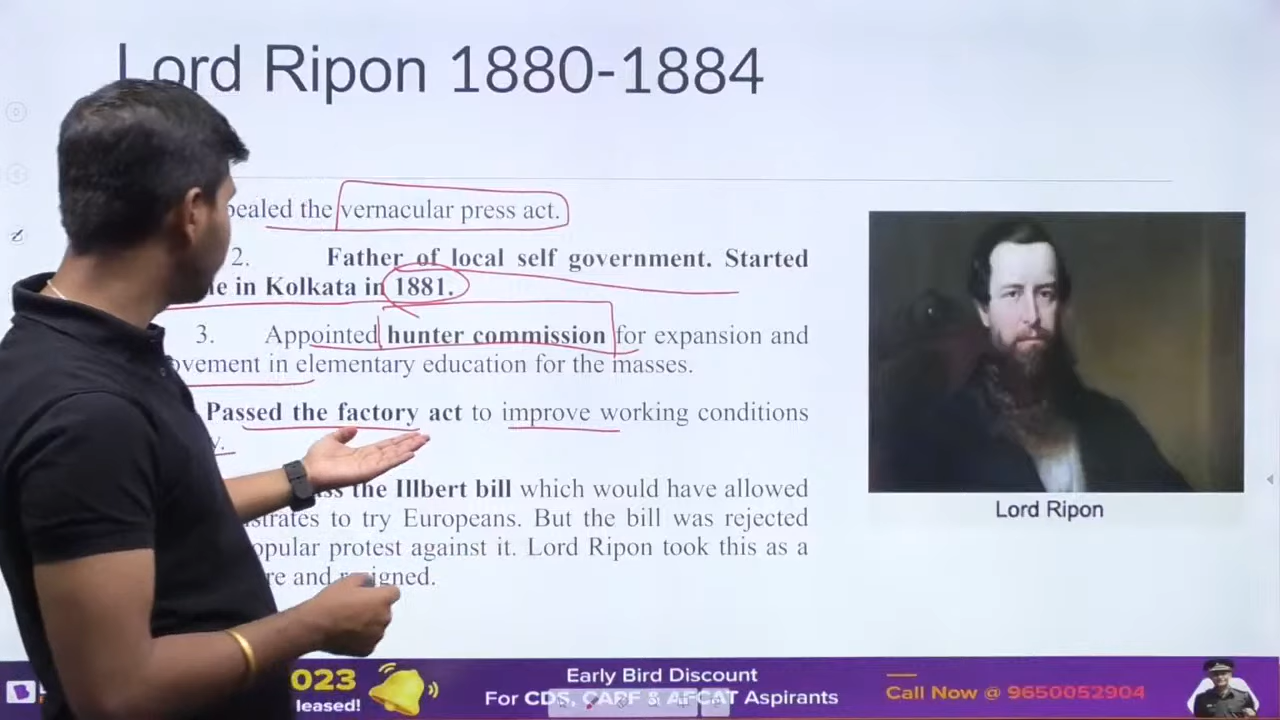 Lord Ripon 1880-1884
pealed the vernacular press act.
2. Father of local self government. Started
le in Kolkata in 1881.
3. Appointed hunter commission for expansion and
ovement in elementary education for the masses.
Passed the factory act to improve working conditions
the Illbert bill which would have allowed
strates to try Europeans. But the bill was rejected
opular protest against it. Lord Ripon took this as a
re and resigned.
Lord Ripon
023
leased!
Early Bird Discount
For CDS, CAPF & AFCAT Aspirants
Call Now @ 9650052904